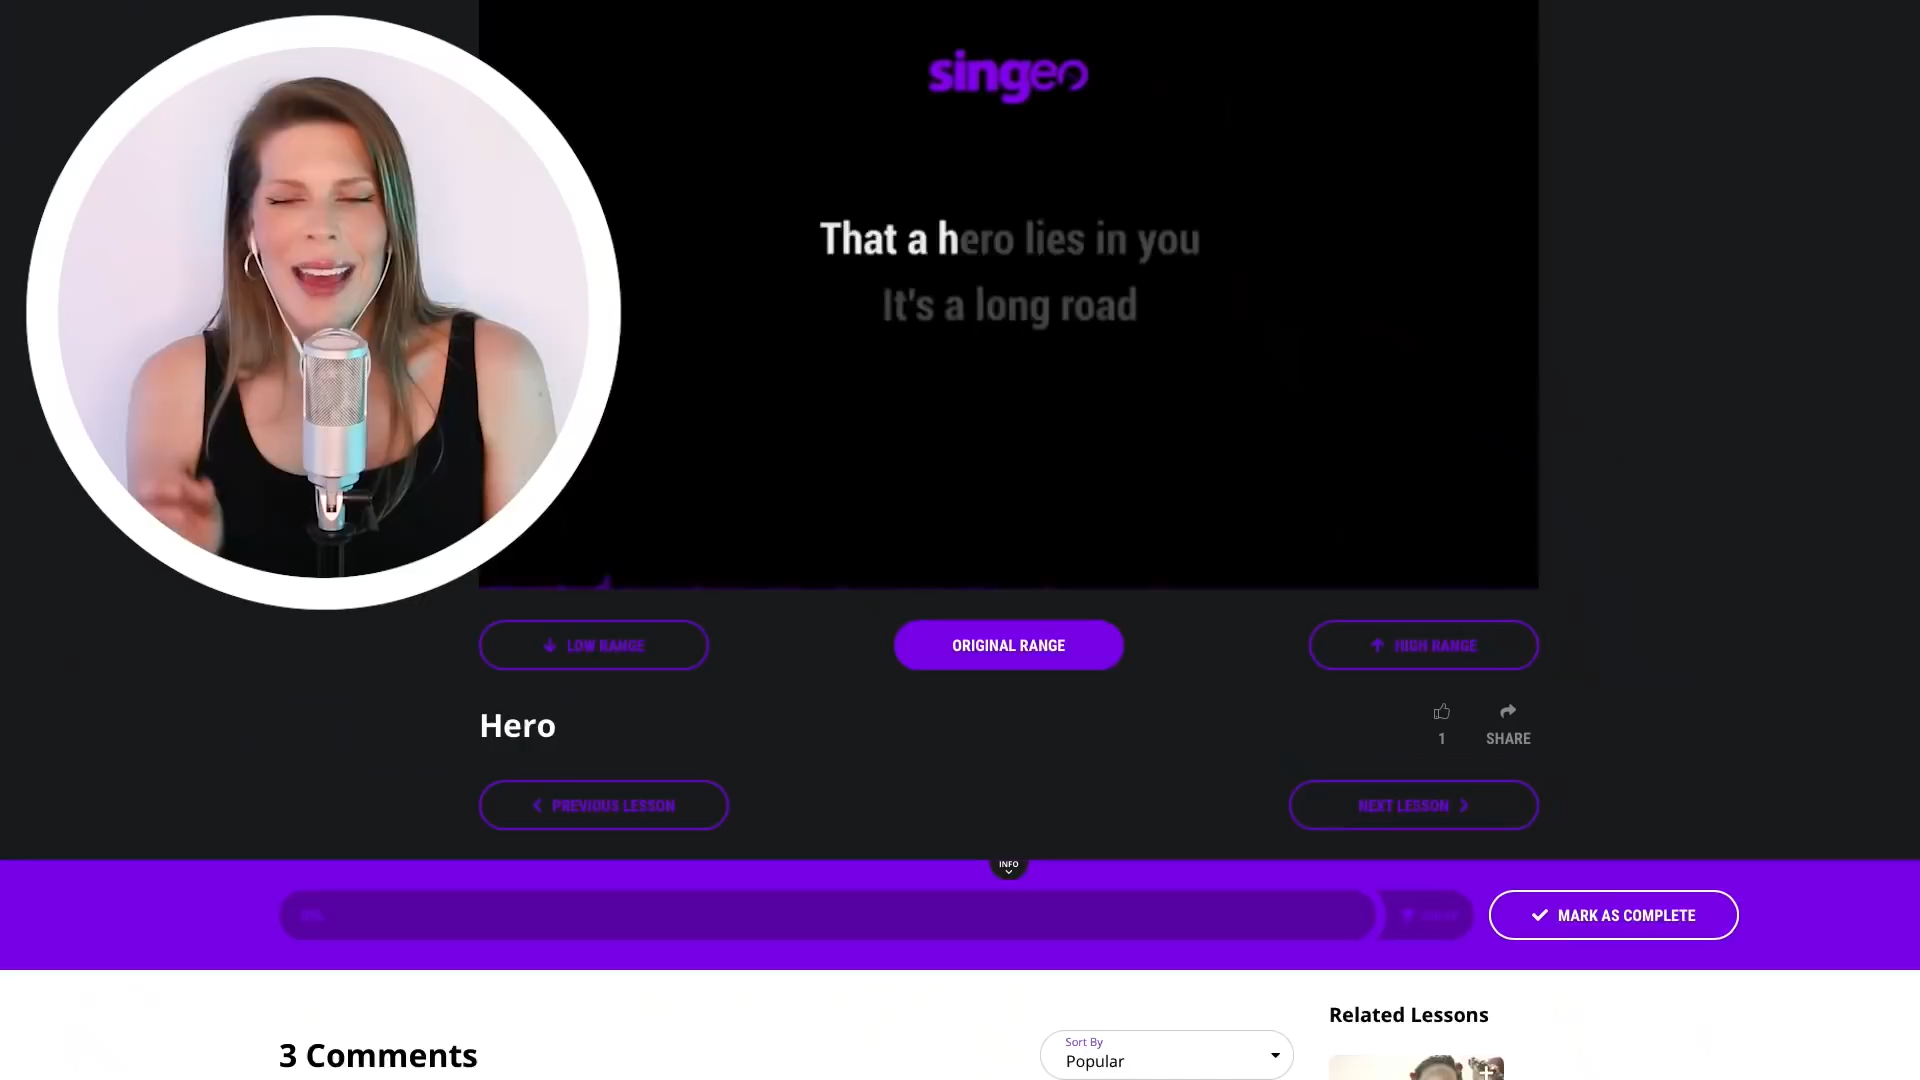 singeo
That a hero lies in you
It's a long road
LOW RANGE
ORIGINAL RANGE
HIGH RANGE
Hero
1
SHARE
PREVIOUS LESSON
NEXT LESSON
INFO
MARK AS COMPLETE
Related Lessons
3 Comments
Sort By
Popular